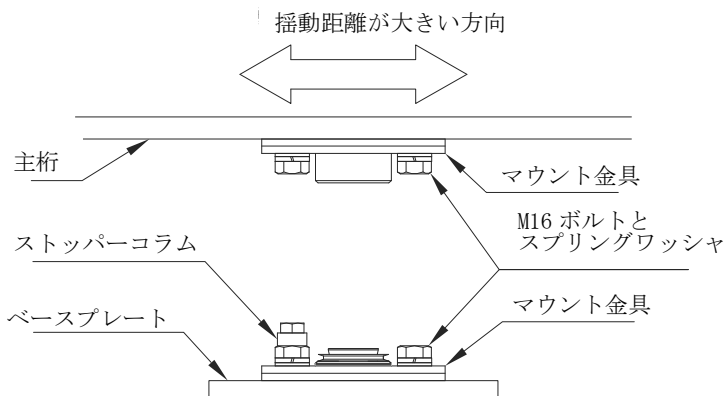 揺動距離が大きい方向
主桁
マウント金具
M16 ボルトと
スプリングワッシャ
ストッパーコラム
マウント金具
ベースプレート